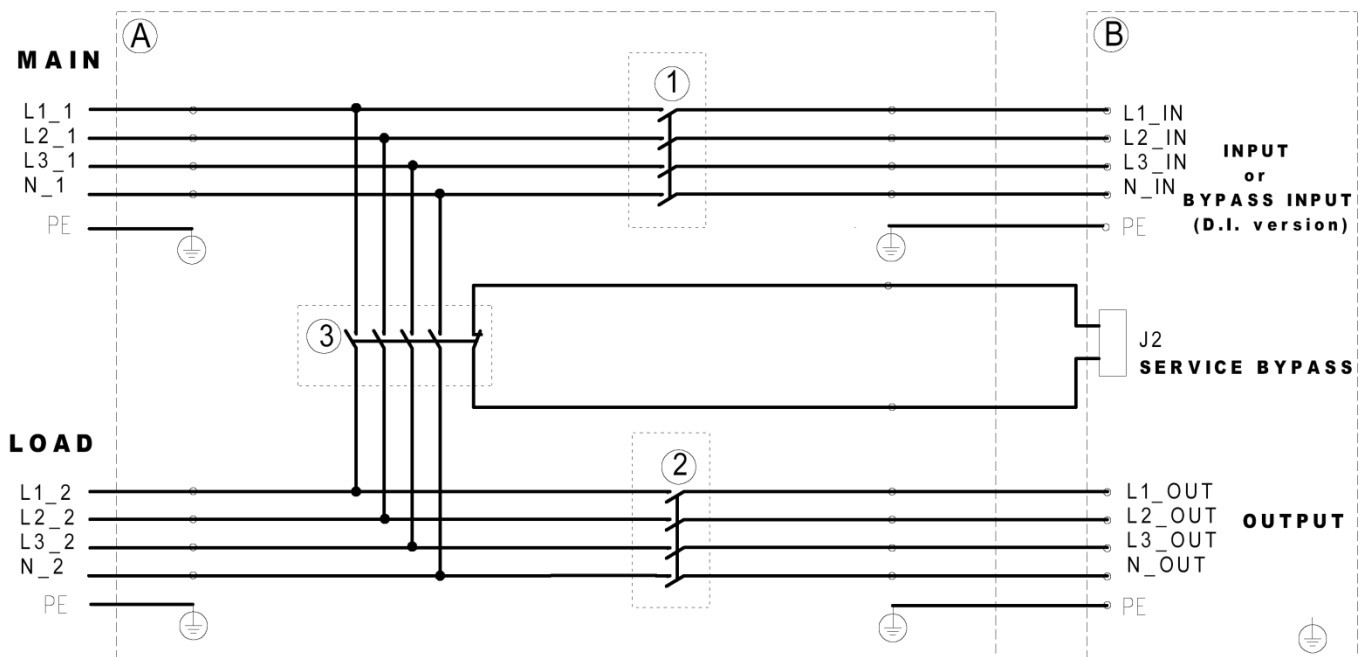 A
B
MAIN
1
L1_1
L2_1
L3_1
N_1
PE
L1_IN
L2_IN
L3_IN
N_IN
PE
INPUT
or
BYPASS INPUT
(D.I. version)
3
J2
SERVICE BYPASS
LOAD
2
L1_2
L2_2
L3_2
N_2
PE
L1_OUT
L2_OUT
L3_OUT
N_OUT
PE
OUTPUT